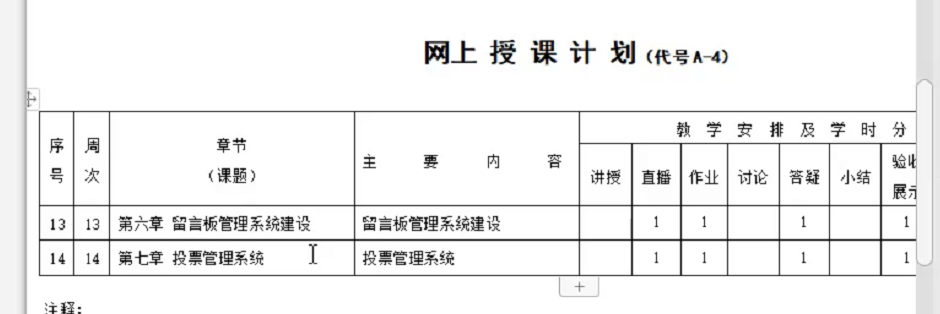 网上授课计划(代号A-4)
序号 周次 章节(课题) 主要内容 教学安排及学时分
讲授 直播 作业 讨论 答疑 小结 验收展示
13 13 第六章 留言板管理系统建设 留言板管理系统建设 1 1 1 1
14 14 第七章 投票管理系统 投票管理系统 1 1 1 1
注释: